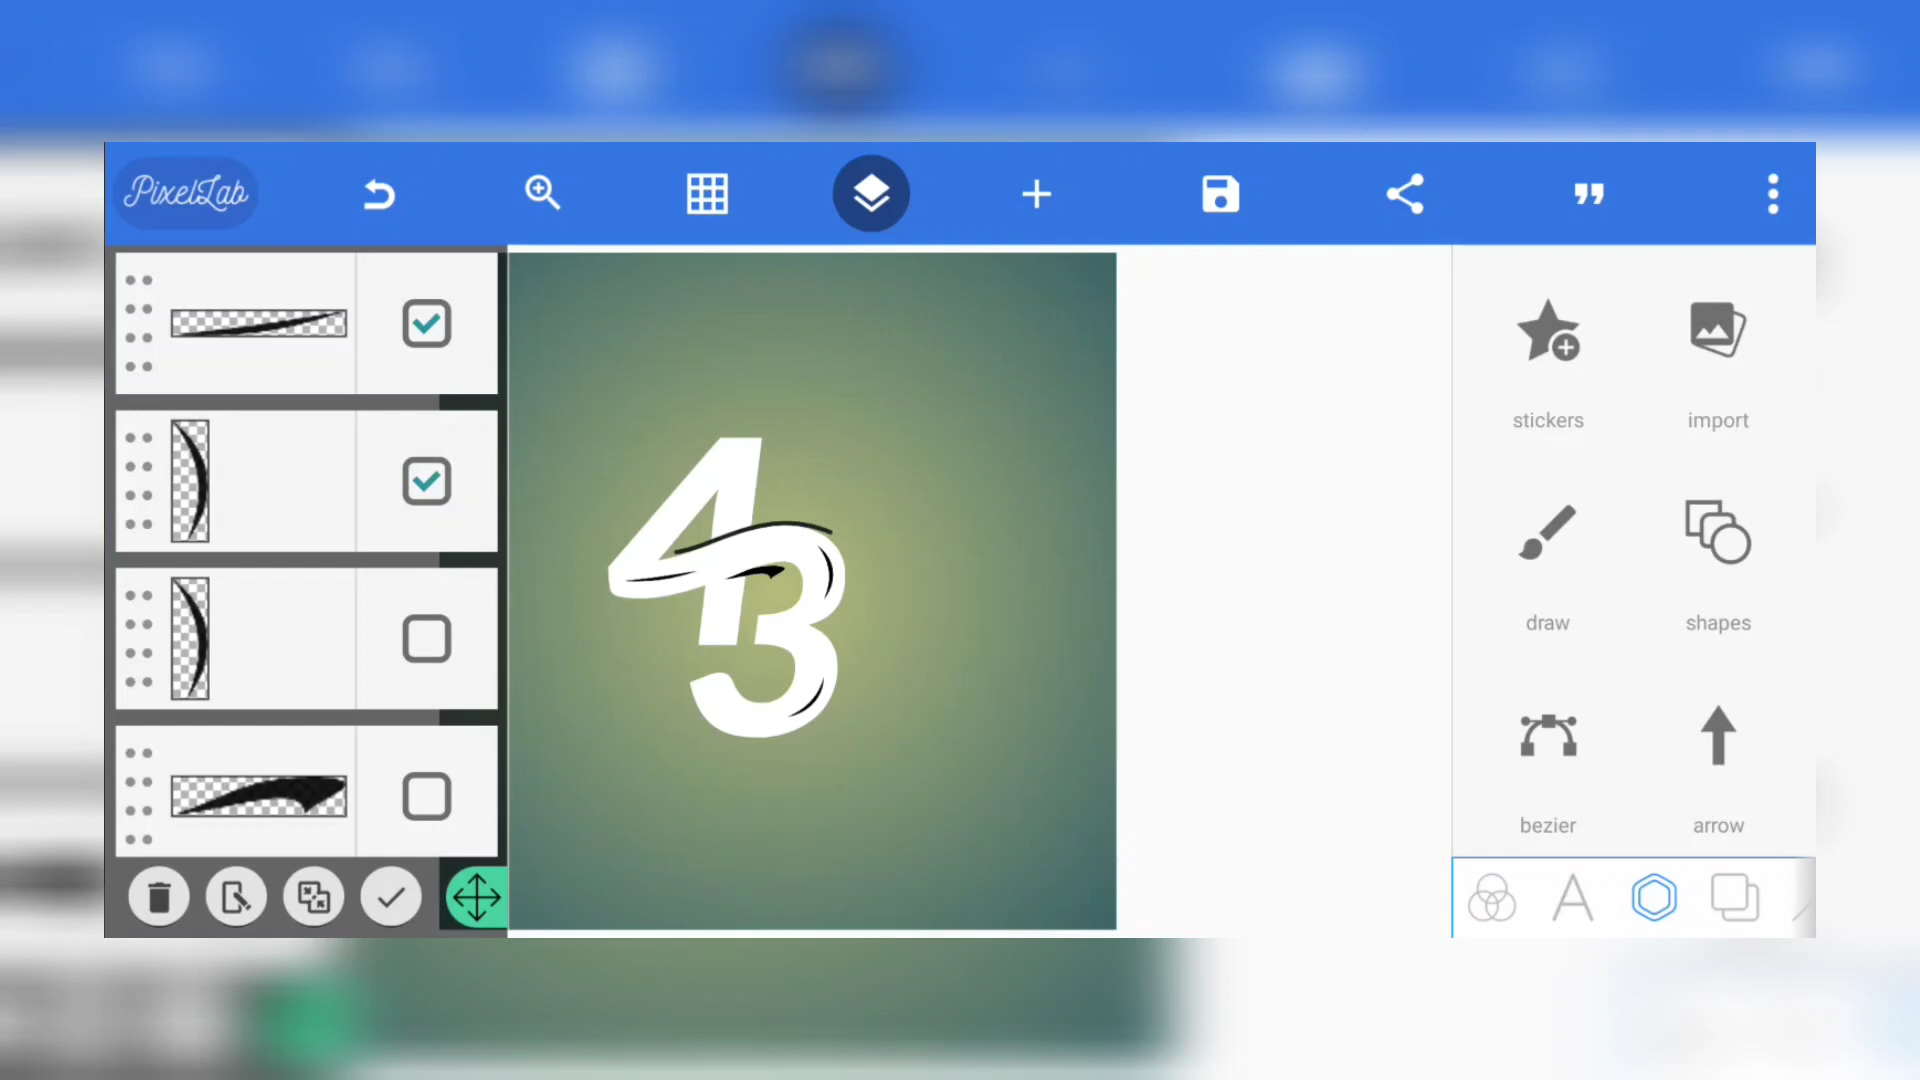 PixelLab
stickers
import
43
draw
shapes
bezier
arrow